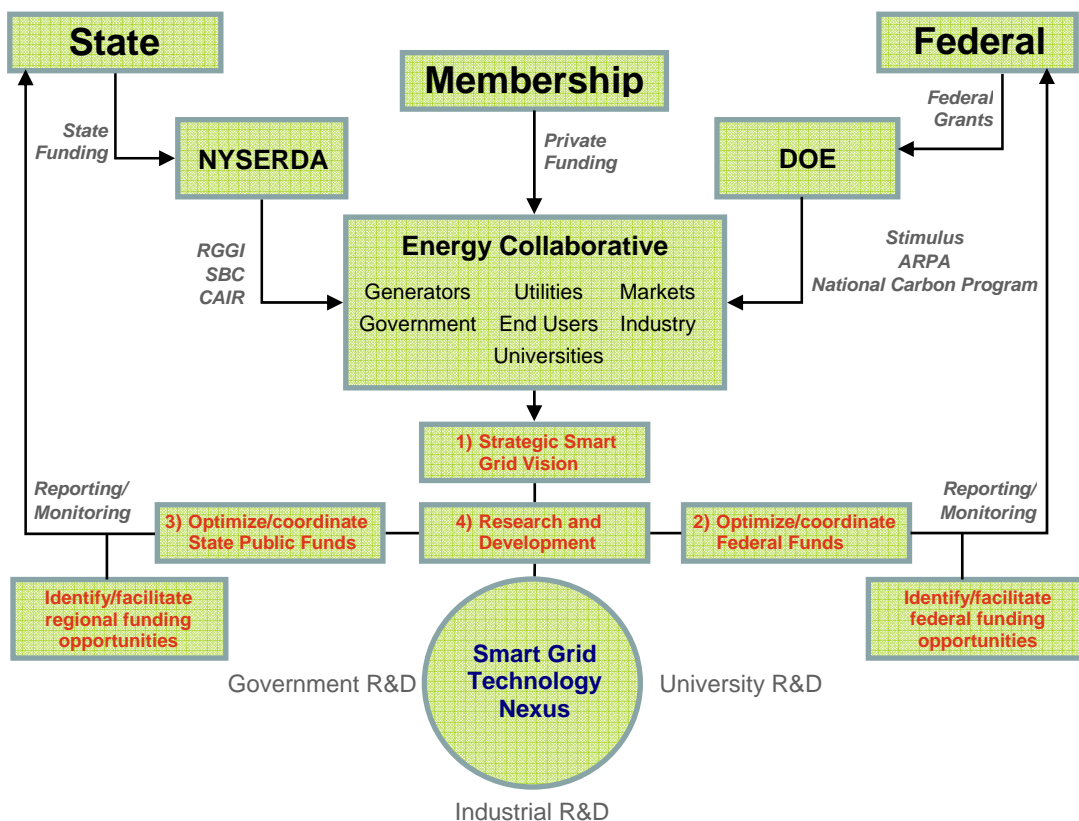 State
Federal
Membership
State
Funding
Federal
Grants
NYSERDA
Private
Funding
DOE
RGGI
SBC
CAIR
Energy Collaborative
Generators Utilities Markets
Government End Users Industry
Universities
Stimulus
ARPA
National Carbon Program
1) Strategic Smart
Grid Vision
Reporting/
Monitoring
3) Optimize/coordinate
State Public Funds
4) Research and
Development
2) Optimize/coordinate
Federal Funds
Reporting/
Monitoring
Identify/facilitate
regional funding
opportunities
Identify/facilitate
federal funding
opportunities
Government R&D
Smart Grid
Technology
Nexus
University R&D
Industrial R&D